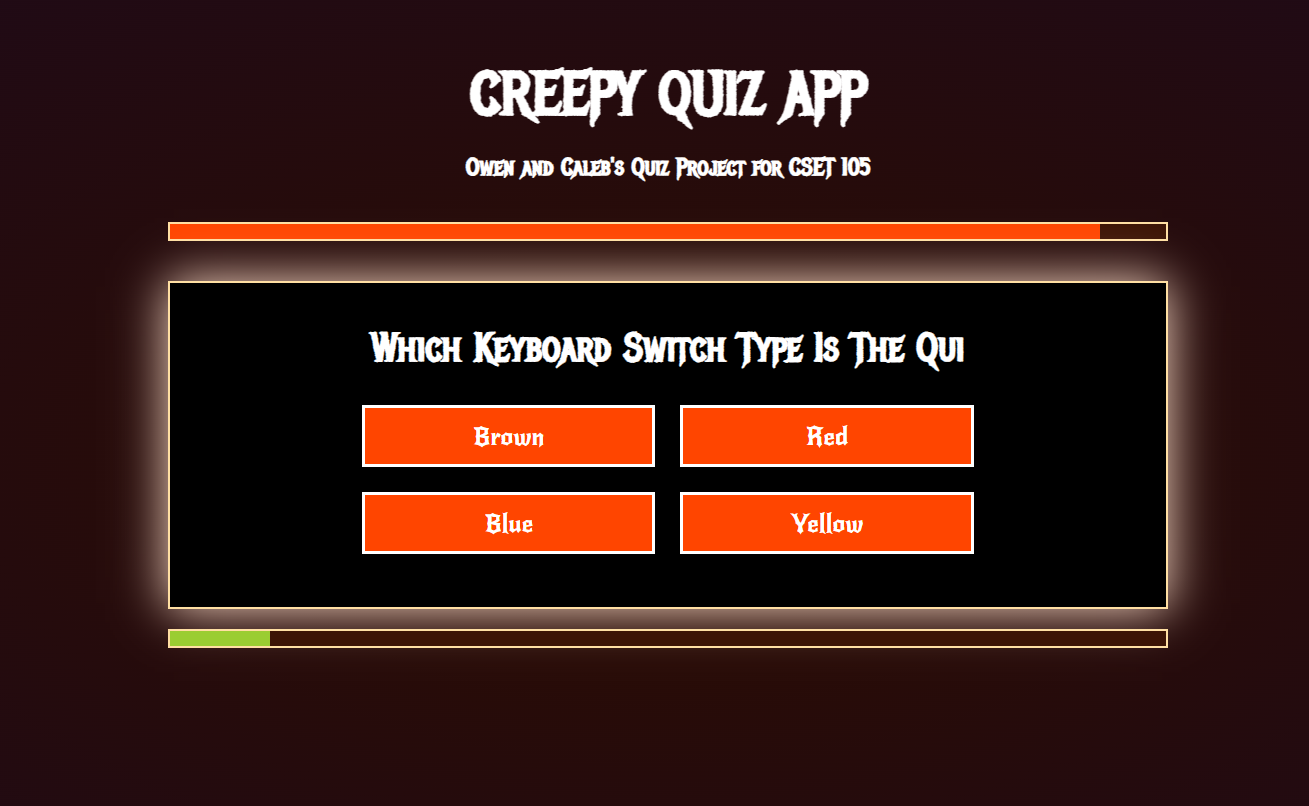 CREEPY QUIZ APP
Owen and Caleb's Quiz Project for CSET 105
Which Keyboard Switch Type Is The Qui
Brown
Red
Blue
Yellow